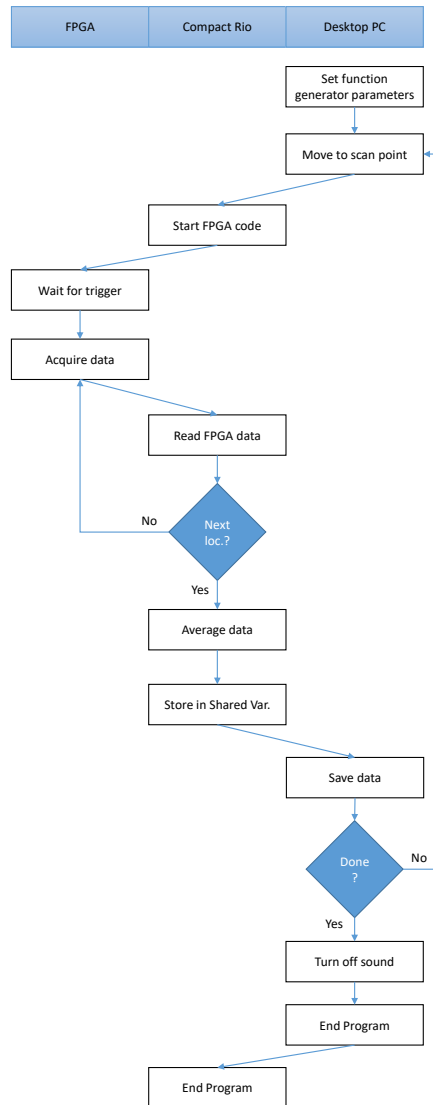 FPGA
Compact Rio
Desktop PC
Set function
generator parameters
Move to scan point
Start FPGA code
Wait for trigger
Acquire data
Read FPGA data
No
Next
loc.?
Yes
Average data
Store in Shared Var.
Save data
Done
?
No
Yes
Turn off sound
End Program
End Program